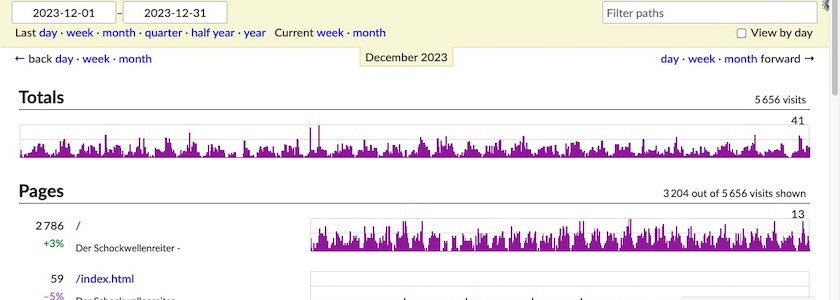 2023-12-01 – 2023-12-31 Filter paths
Last day · week · month · quarter · half year · year Current week · month View by day
← back day · week · month December 2023 day · week · month forward →
Totals 5 656 visits
41
Pages 3 204 out of 5 656 visits shown
13
2 786 /
+3% Der Schockwellenreiter -
59 /index.html
−5% Der Schockwellenreiter -